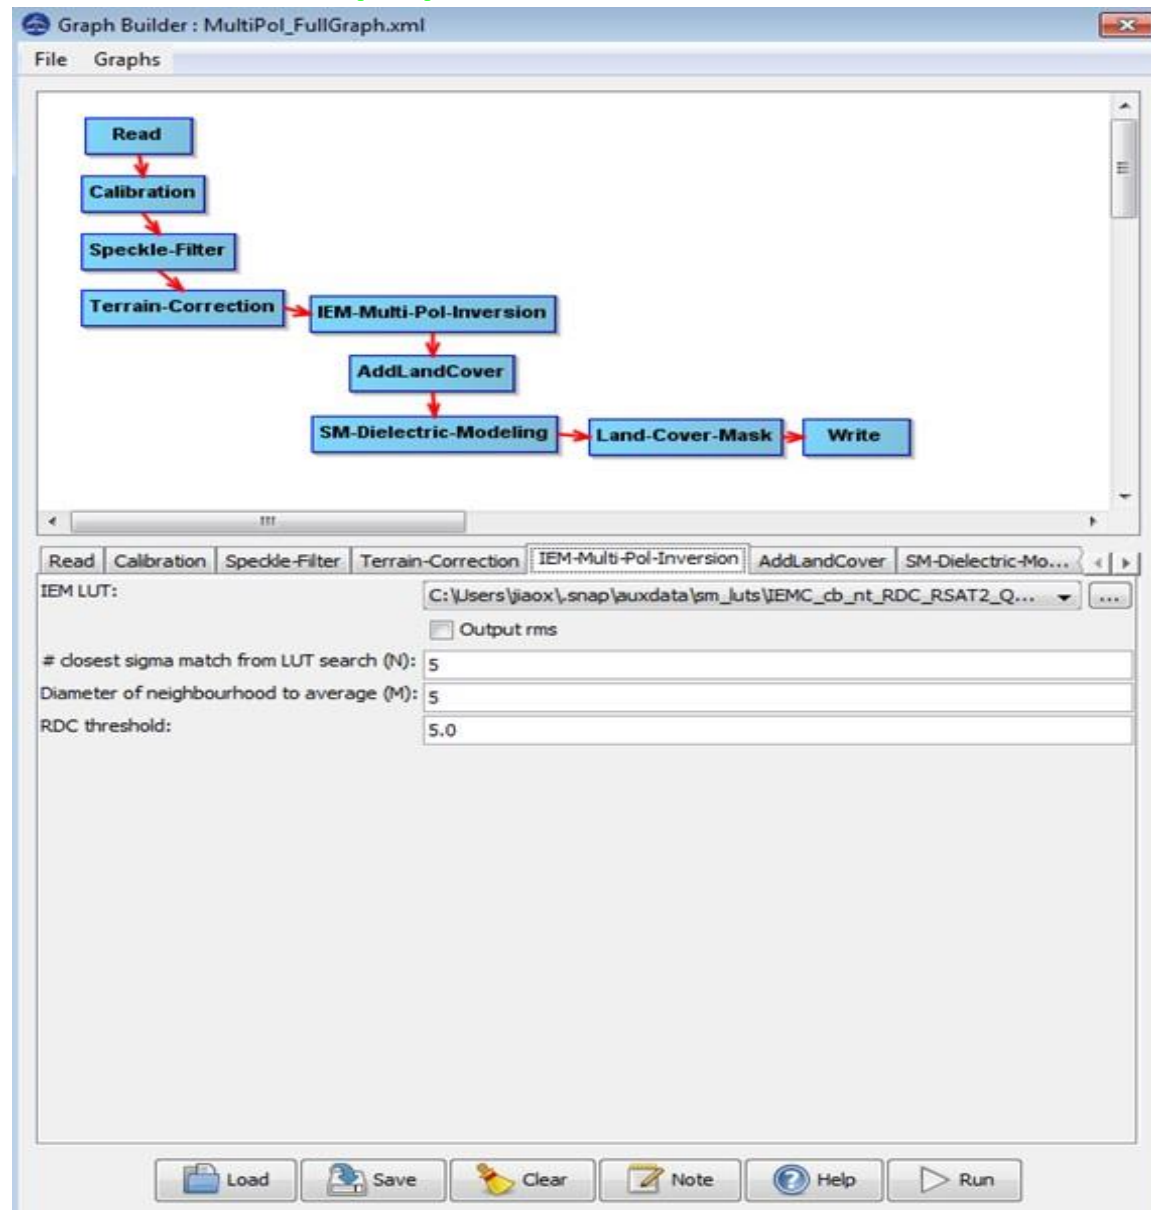 Graph Builder : MultiPol_FullGraph.xml
File Graphs
Read
Calibration
Speckle-Filter
Terrain-Correction
IEM-Multi-Pol-Inversion
AddLandCover
SM-Dielectric-Modeling
Land-Cover-Mask
Write
Read Calibration Speckle-Filter Terrain-Correction IEM-Multi-Pol-Inversion AddLandCover SM-Dielectric-Mo...
IEM LUT: C:\Users\jiaox\.snap\auxdata\sm_luts\IEMC_cb_nt_RDC_RSAT2_Q... ...
Output rms
# closest sigma match from LUT search (N): 5
Diameter of neighbourhood to average (M): 5
RDC threshold: 5.0
Load Save Clear Note Help Run